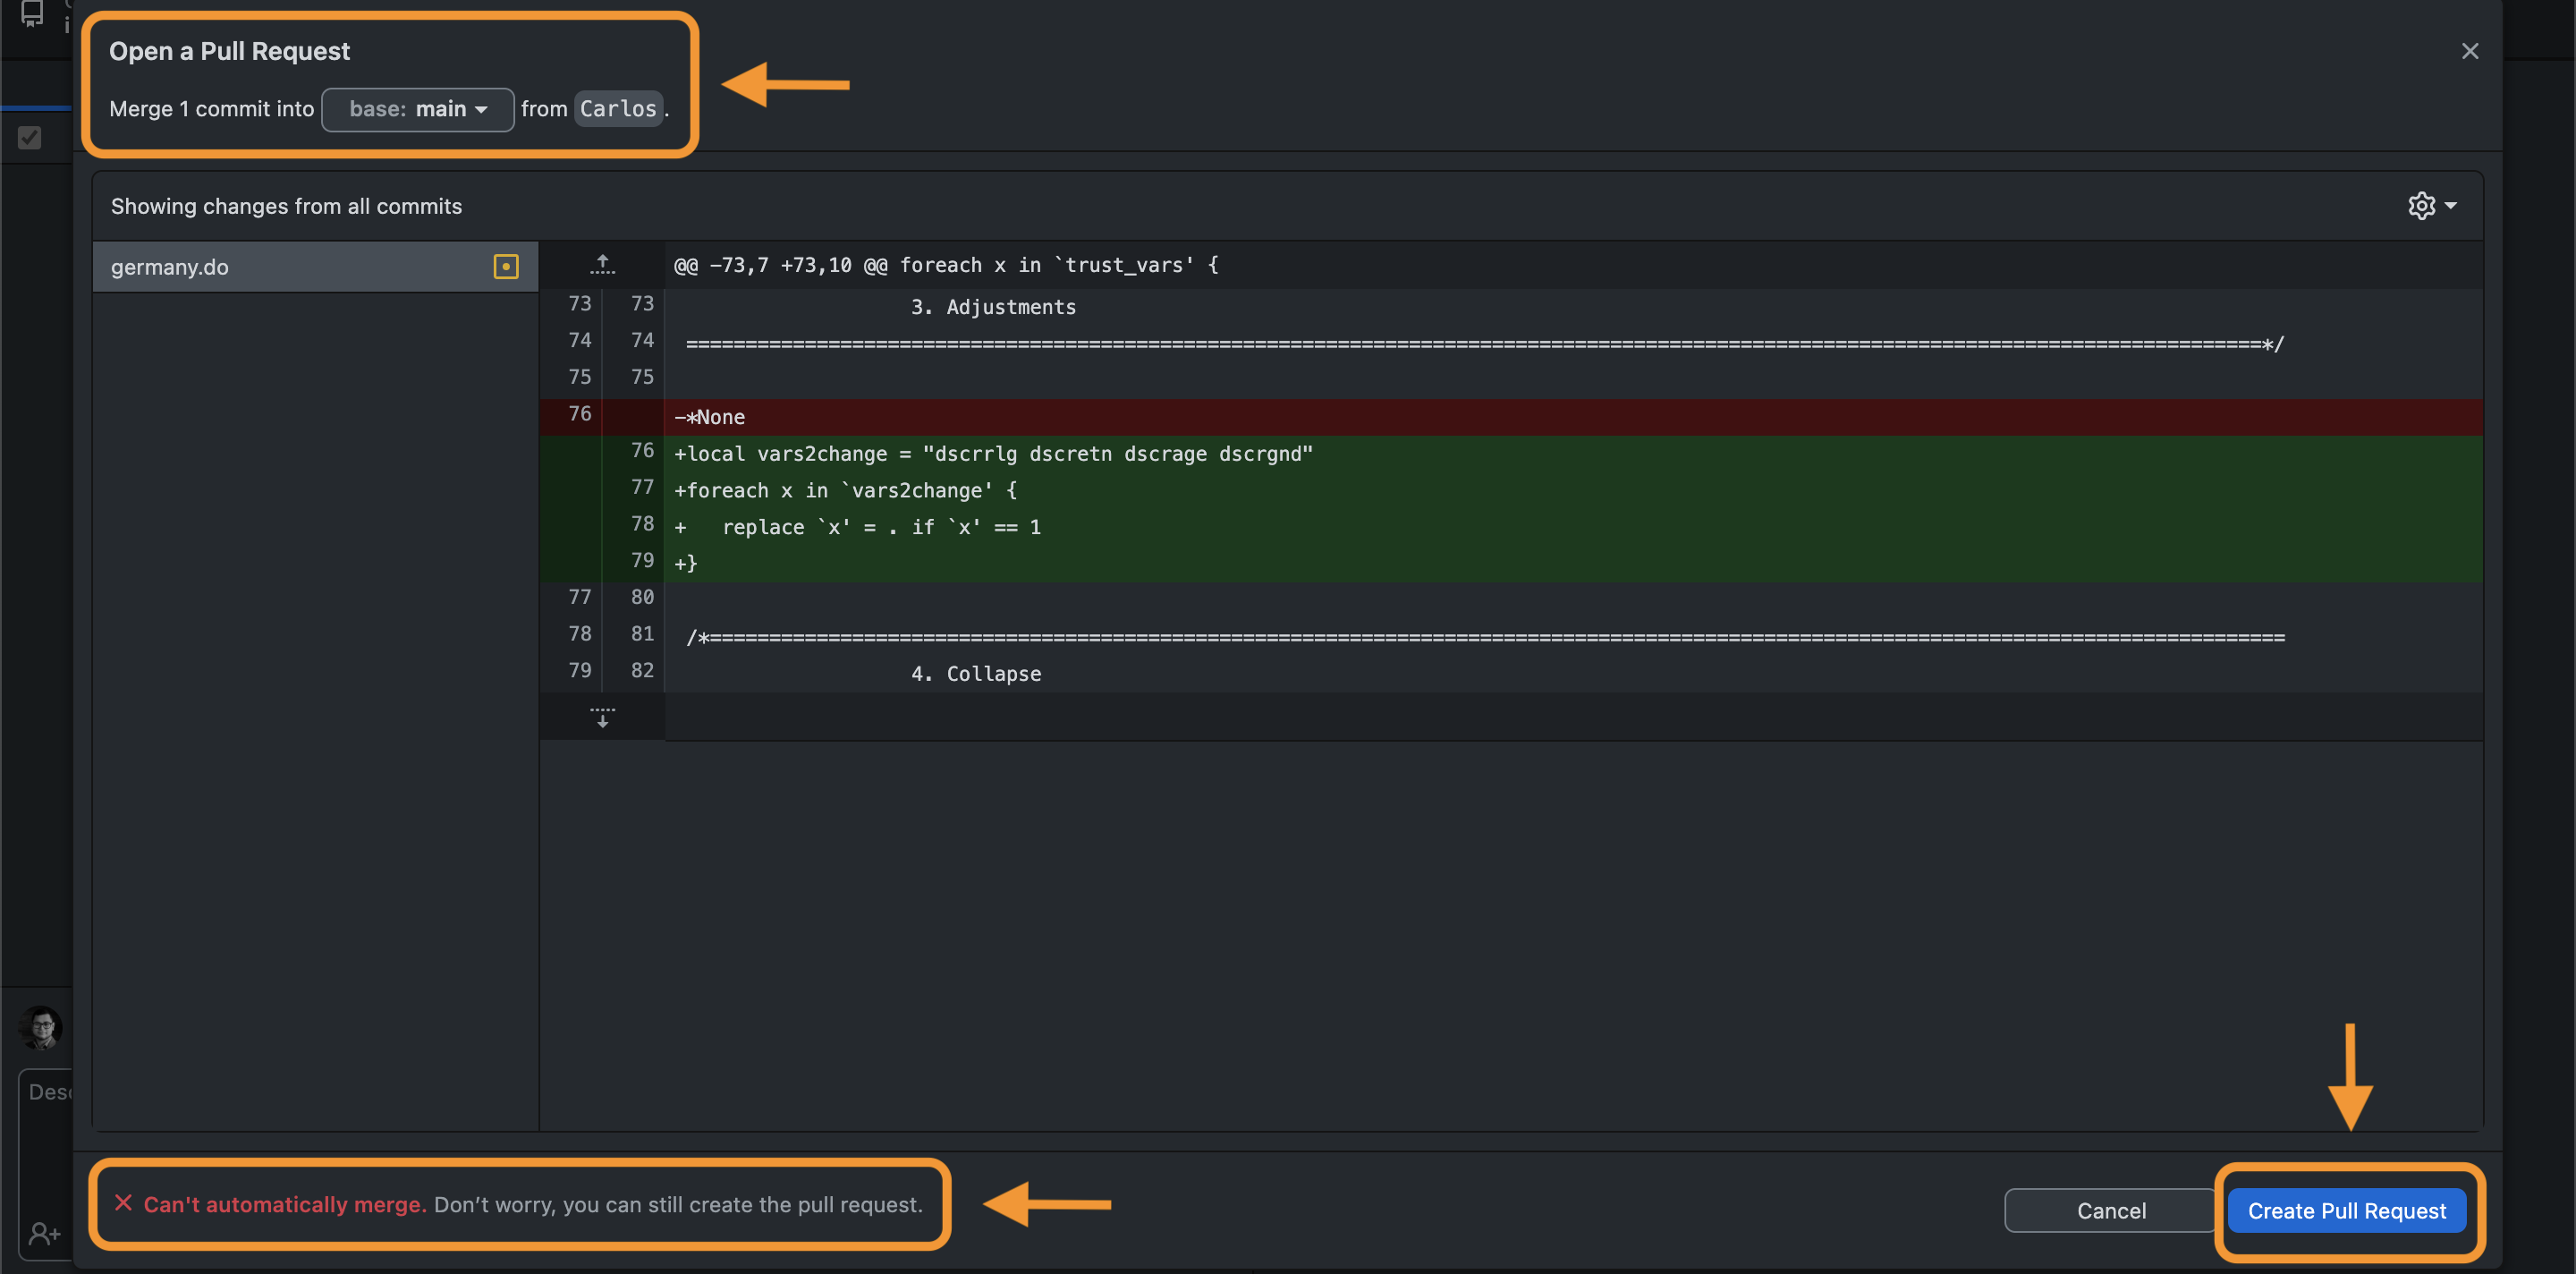 Open a Pull Request
Merge 1 commit into base: main from Carlos.
Showing changes from all commits
germany.do
@@ -73,7 +73,10 @@ foreach x in `trust_vars' {
73 73 3. Adjustments
74 74 =====================================================================================================================================*/
75 75
76 -*None
76 +local vars2change = "dscrrlg dscretn dscrage dscrgnd"
77 +foreach x in `vars2change' {
78 + replace `x' = . if `x' == 1
79 +}
77 80
78 81 /*=====================================================================================================================================
79 82 4. Collapse
Desc
Can't automatically merge. Don’t worry, you can still create the pull request.
Cancel
Create Pull Request